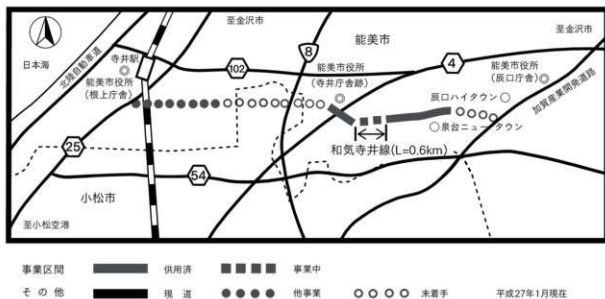 至金沢市
至金沢市
日本海
北陸自動車道
寺井駅
能美市役所
(根上庁舎)
102
8
能美市
能美市役所
(寺井庁舎跡)
4
能美市役所
(辰口庁舎)
加賀産業開発道路
辰口ハイタウン
泉台ニュータウン
和気寺井線(L=0.6km)
25
54
小松市
至小松空港
事業区間 供用済 事業中
その他 現道 他事業 未着手 平成27年1月現在